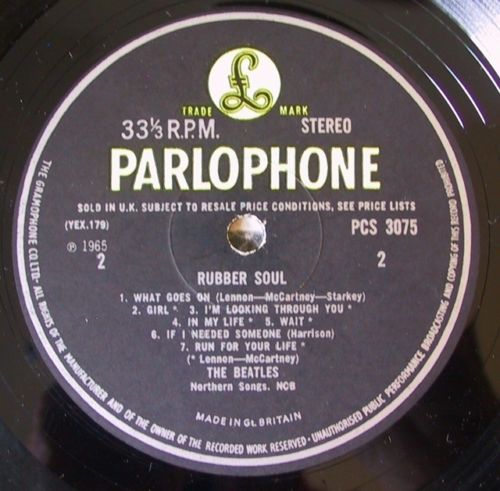 £
TRADE MARK
33⅓ R.P.M. STEREO
PARLOPHONE
SOLD IN U.K. SUBJECT TO RESALE PRICE CONDITIONS, SEE PRICE LISTS
(YEX.179) PCS 3075
℗ 1965
2 2
RUBBER SOUL
1. WHAT GOES ON (Lennon—McCartney—Starkey)
2. GIRL * 3. I'M LOOKING THROUGH YOU *
4. IN MY LIFE * 5. WAIT *
6. IF I NEEDED SOMEONE (Harrison)
7. RUN FOR YOUR LIFE *
(* Lennon—McCartney)
THE BEATLES
Northern Songs. NCB
MADE IN GT. BRITAIN
THE GRAMOPHONE CO. LTD. ALL RIGHTS OF THE MANUFACTURER AND OF THE OWNER OF THE RECORDED WORK RESERVED · UNAUTHORISED PUBLIC PERFORMANCE BROADCASTING AND COPYING OF THIS RECORD PROHIBITED